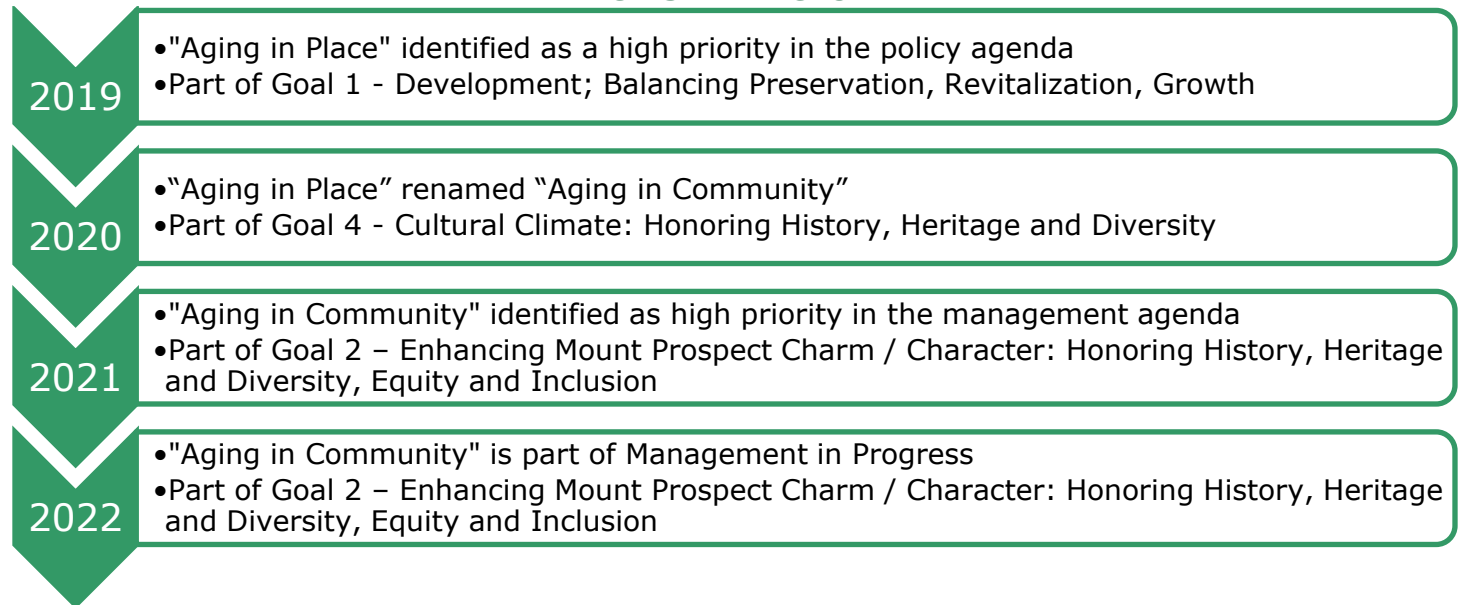 2019
•"Aging in Place" identified as a high priority in the policy agenda
•Part of Goal 1 - Development; Balancing Preservation, Revitalization, Growth
2020
•“Aging in Place” renamed “Aging in Community”
•Part of Goal 4 - Cultural Climate: Honoring History, Heritage and Diversity
2021
•"Aging in Community" identified as high priority in the management agenda
•Part of Goal 2 – Enhancing Mount Prospect Charm / Character: Honoring History, Heritage
and Diversity, Equity and Inclusion
2022
•"Aging in Community" is part of Management in Progress
•Part of Goal 2 – Enhancing Mount Prospect Charm / Character: Honoring History, Heritage
and Diversity, Equity and Inclusion